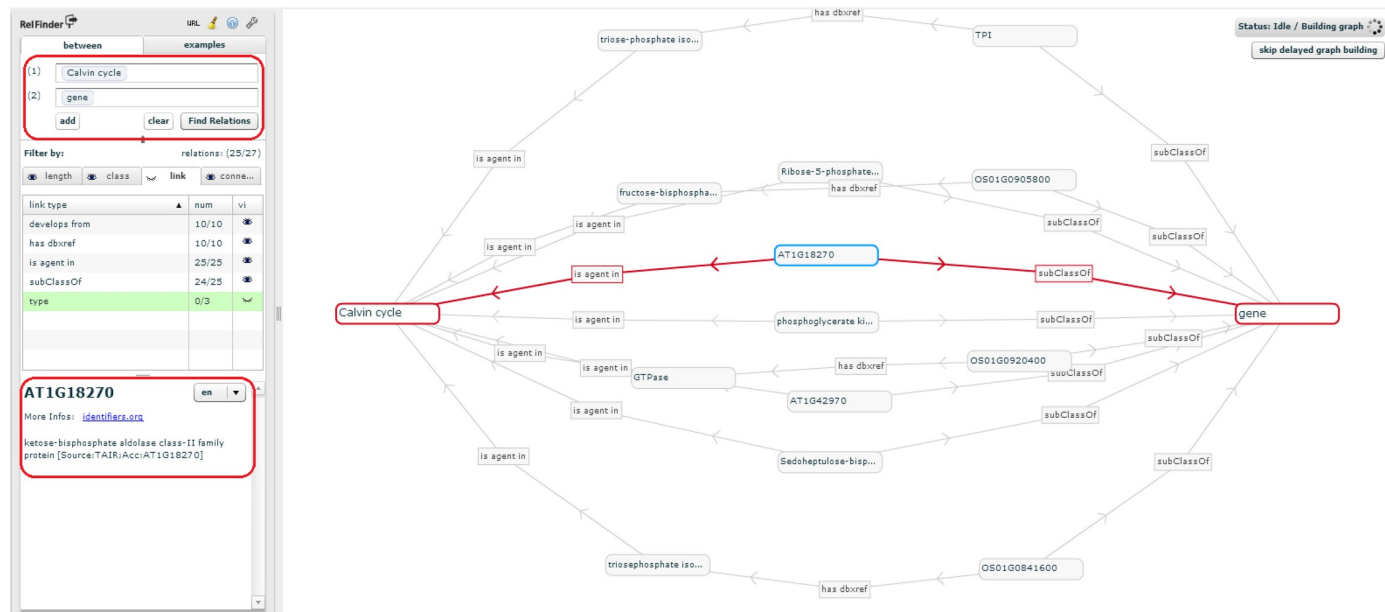 RelFinder
URL
between examples
(1) Calvin cycle
(2) gene
add clear Find Relations
Filter by: relations: (25/27)
length class link conne...
link type num vi
develops from 10/10
has dbxref 10/10
is agent in 25/25
subClassOf 24/25
type 0/3
AT1G18270
en
More Infos: identifiers.org
ketose-bisphosphate aldolase class-II family
protein [Source:TAIR;Acc:AT1G18270]
Status: Idle / Building graph
skip delayed graph building
has dbxref
triose-phosphate iso...
TPI
is agent in
subClassOf
Ribose-5-phosphate...
OS01G0905800
fructose-bisphospha...
has dbxref
is agent in
subClassOf
is agent in
subClassOf
AT1G18270
is agent in
subClassOf
Calvin cycle
gene
is agent in
phosphoglycerate ki...
subClassOf
subClassOf
is agent in
OS01G0920400
has dbxref
is agent in
GTPase
subClassOf
AT1G42970
is agent in
subClassOf
is agent in
Sedoheptulose-bisp...
subClassOf
triosephosphate iso...
OS01G0841600
has dbxref